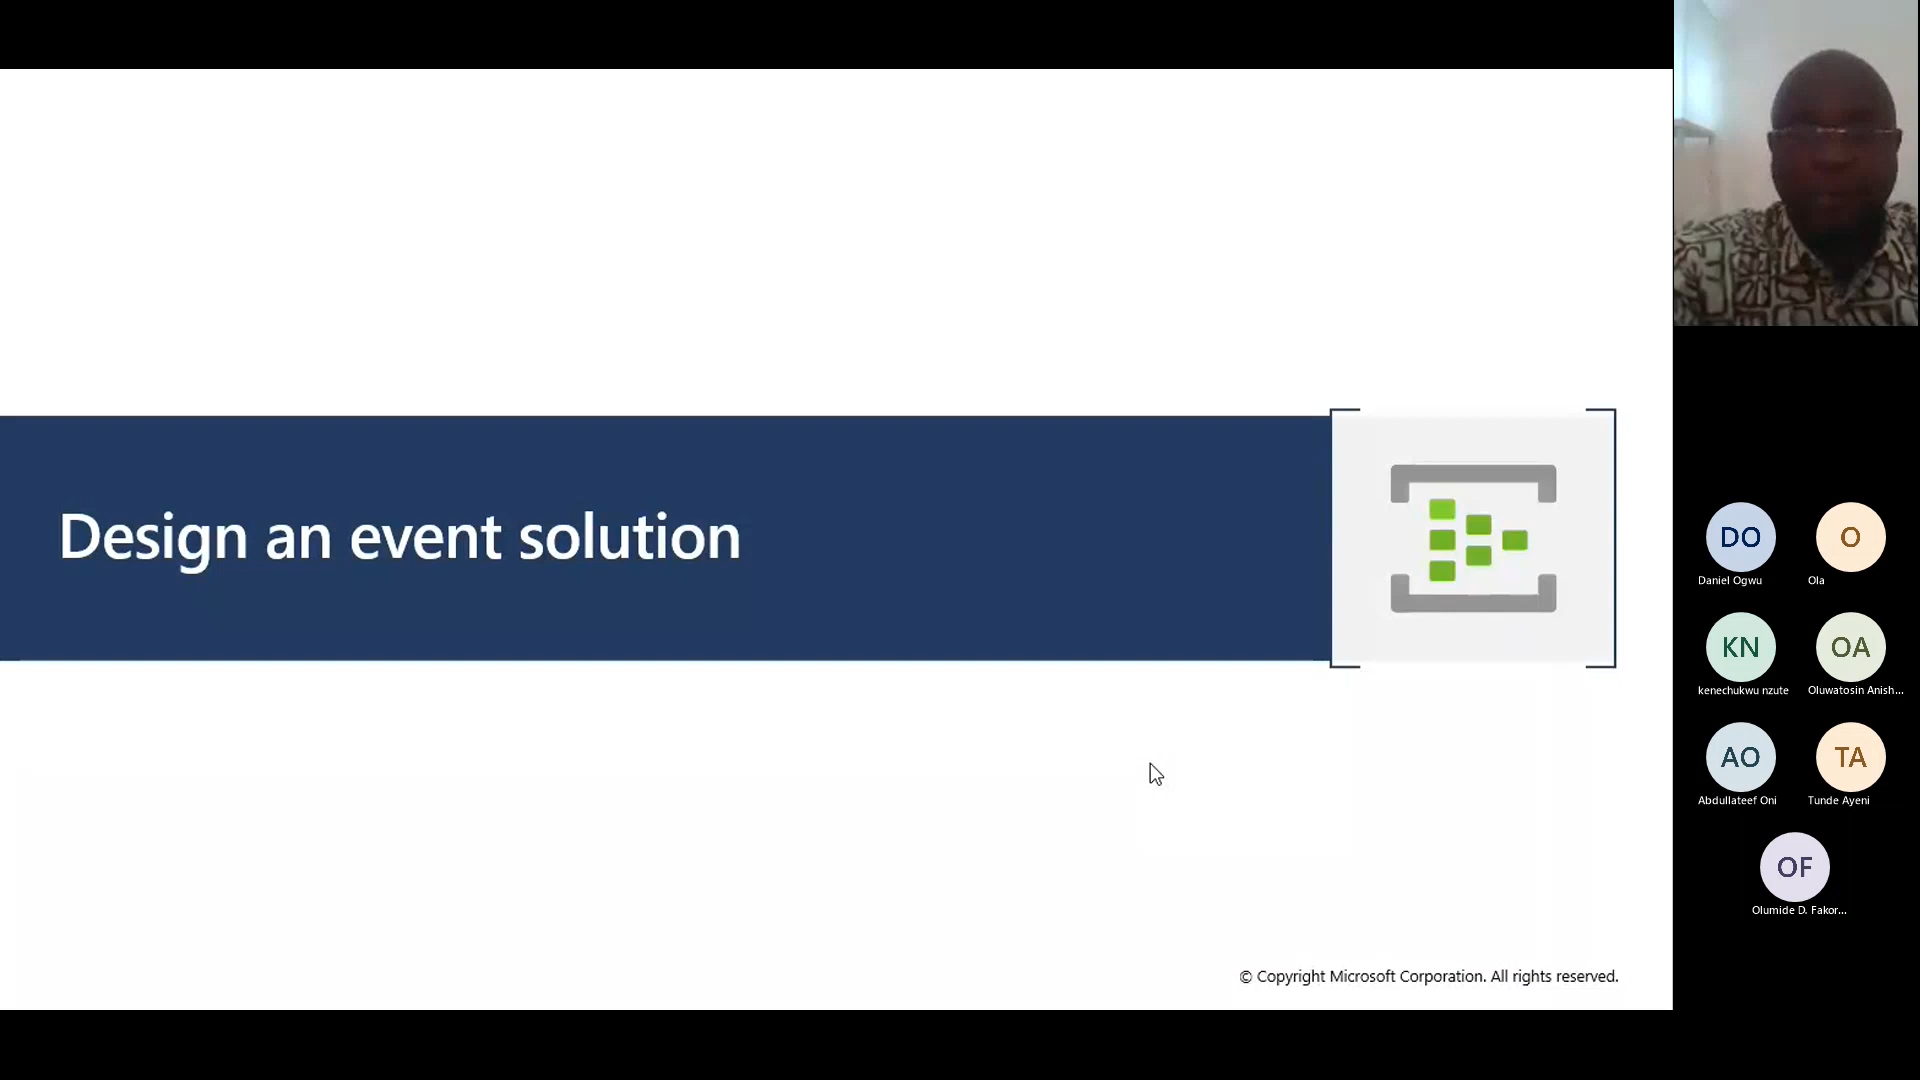 Design an event solution
© Copyright Microsoft Corporation. All rights reserved.
DO
O
Daniel Ogwu
Ola
KN
OA
kenechukwu nzute
Oluwatosin Anish...
AO
TA
Abdullateef Oni
Tunde Ayeni
OF
Olumide D. Fakor...